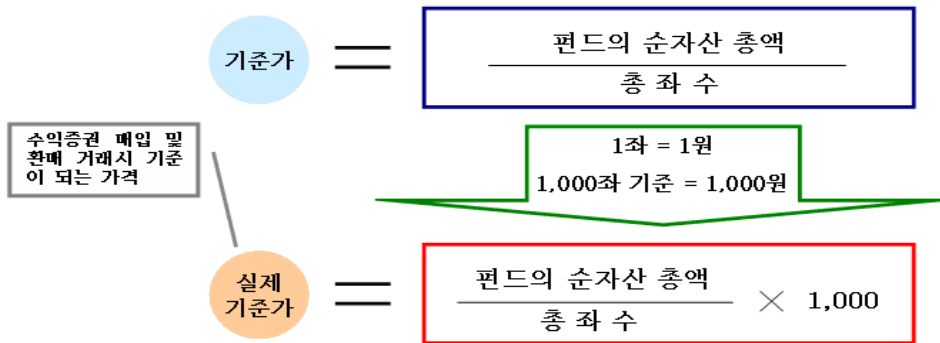 기준가
펀드의 순자산 총액
총 좌 수
수익증권 매입 및
환매 거래시 기준
이 되는 가격
1좌 = 1원
1,000좌 기준 = 1,000원
실제
기준가
펀드의 순자산 총액
총 좌 수
× 1,000